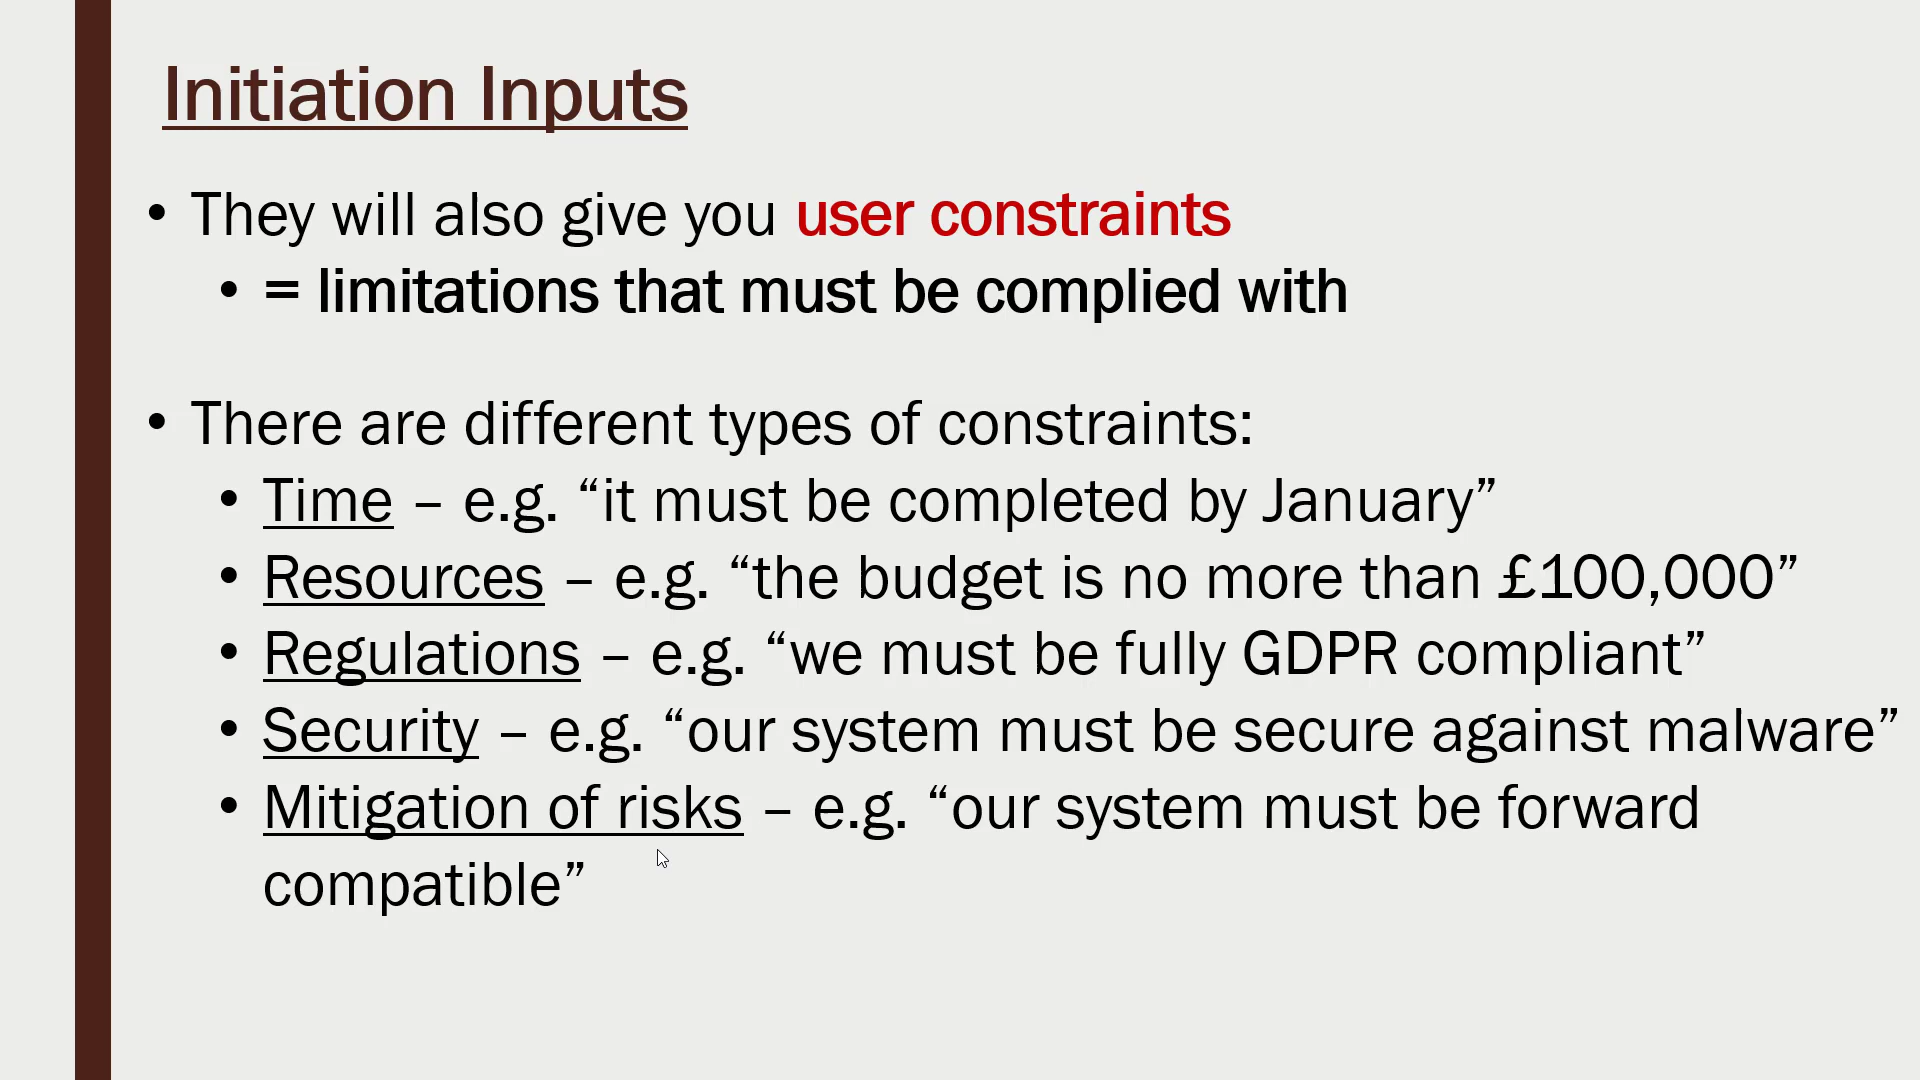 Initiation Inputs
• They will also give you user constraints
• = limitations that must be complied with
• There are different types of constraints:
• Time – e.g. “it must be completed by January”
• Resources – e.g. “the budget is no more than £100,000”
• Regulations – e.g. “we must be fully GDPR compliant”
• Security – e.g. “our system must be secure against malware”
• Mitigation of risks – e.g. “our system must be forward
compatible”